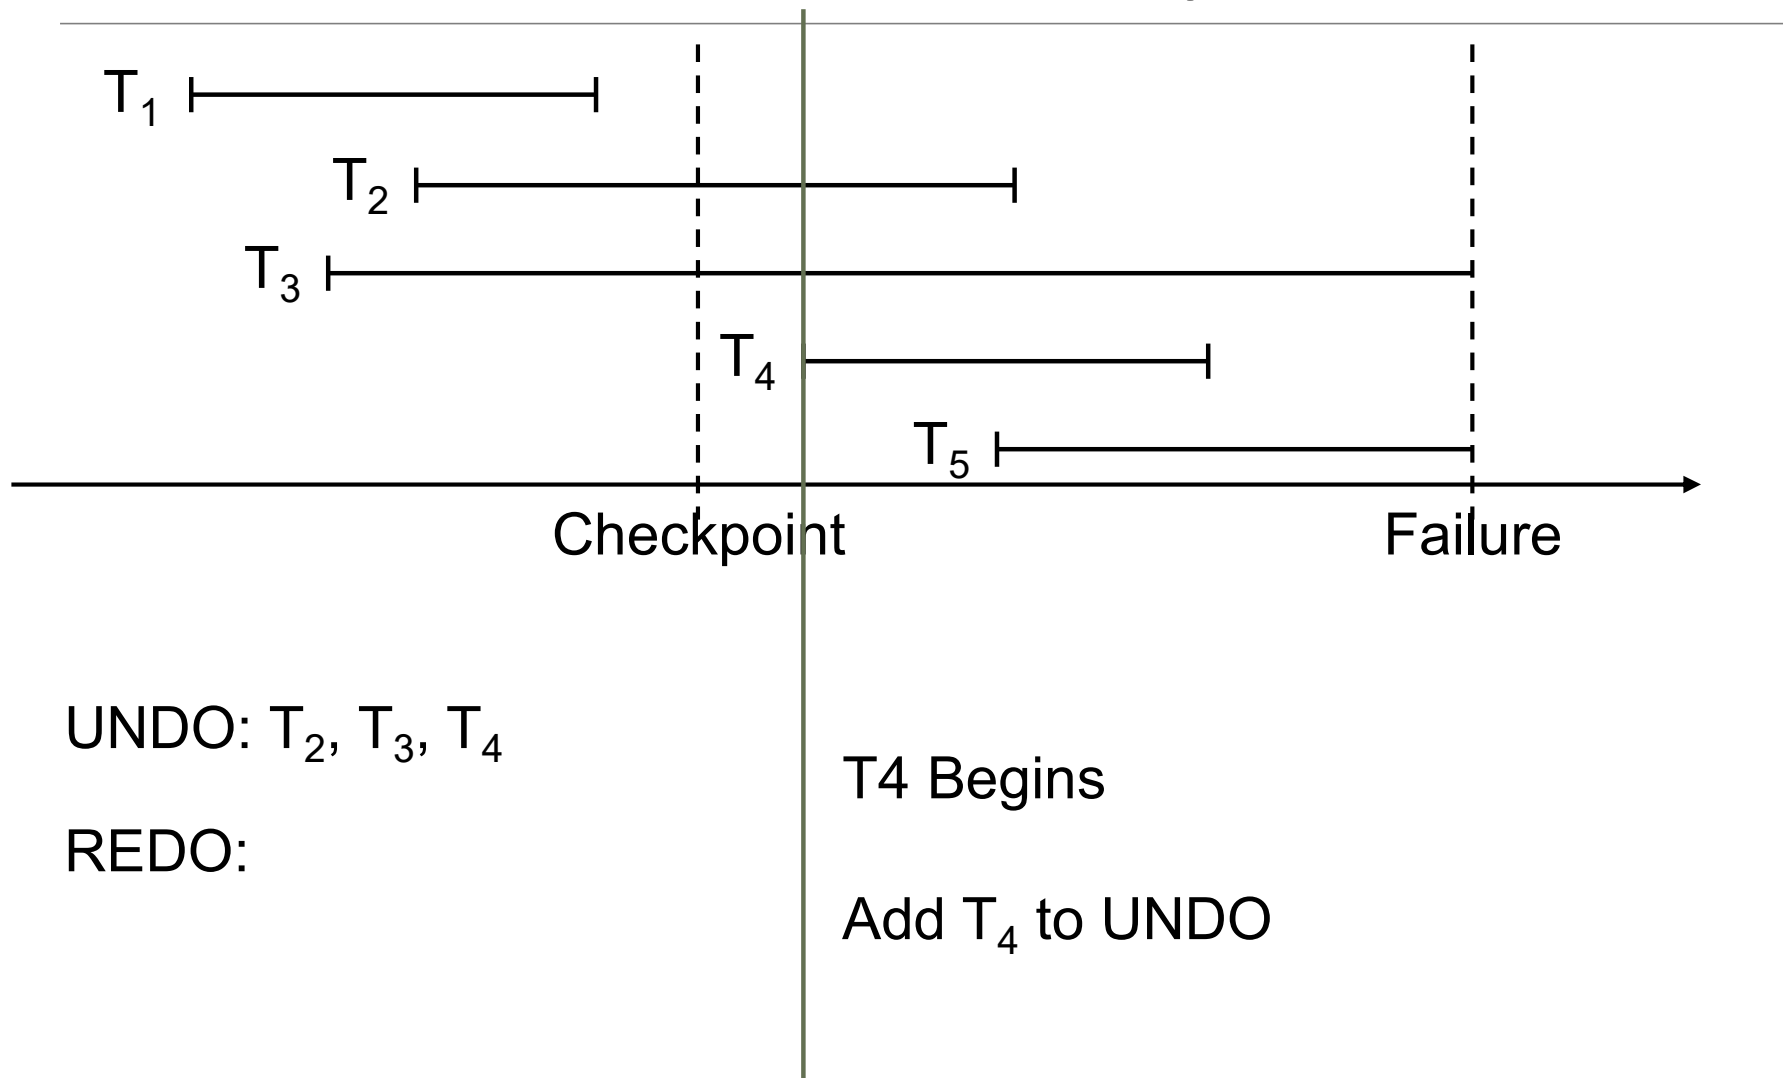 T₁
T₂
T₃
T₄
T₅
Checkpoint
Failure
UNDO: T₂, T₃, T₄
REDO:
T4 Begins
Add T₄ to UNDO